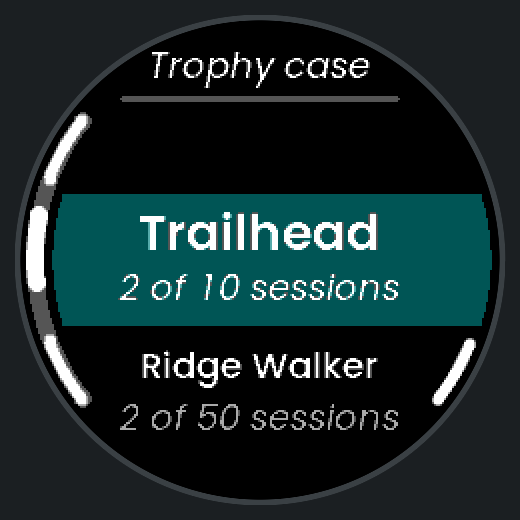 Trophy case
Trailhead
2 of 10 sessions
Ridge Walker
2 of 50 sessions